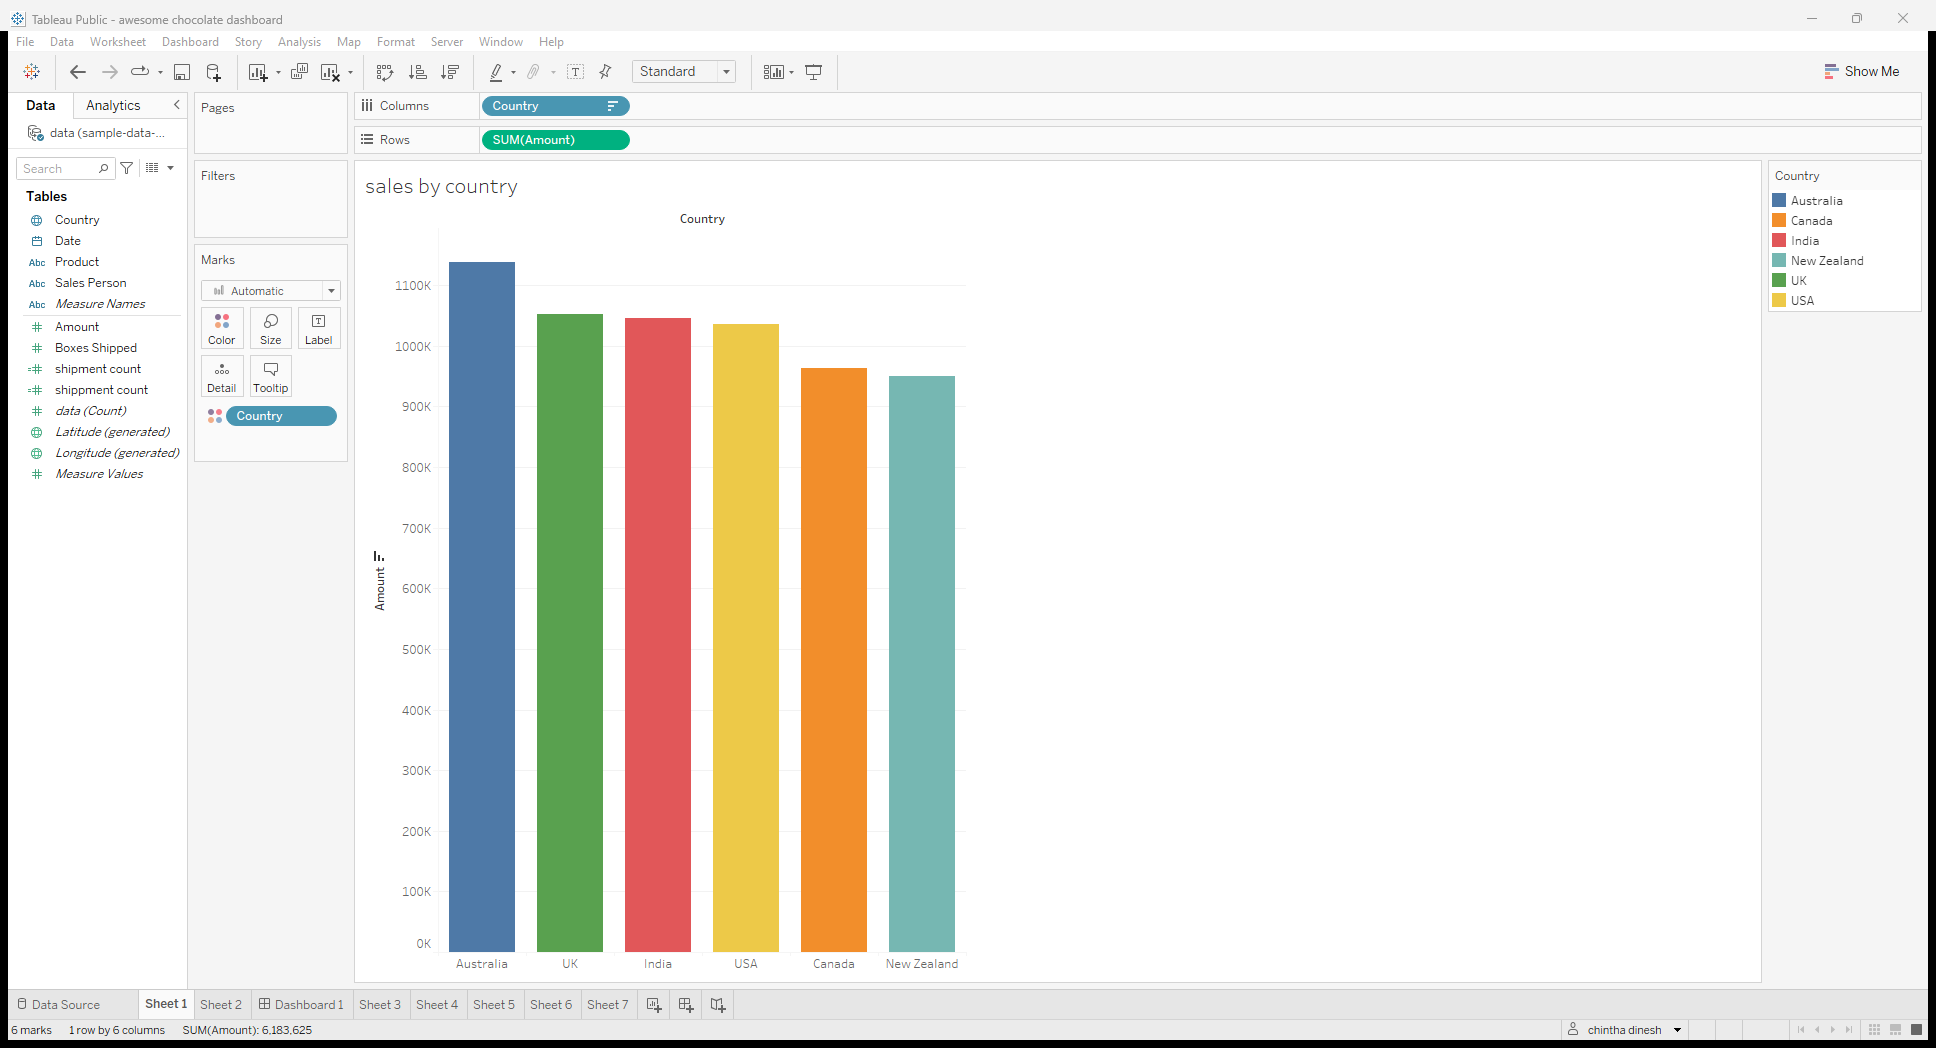 Tableau Public - awesome chocolate dashboard
File Data Worksheet Dashboard Story Analysis Map Format Server Window Help
Standard
Show Me
Data Analytics
data (sample-data-...
Search
Tables
Country
Date
Abc Product
Abc Sales Person
Abc Measure Names
Amount
Boxes Shipped
shipment count
shippment count
data (Count)
Latitude (generated)
Longitude (generated)
Measure Values
Pages
Filters
Marks
Automatic
Color Size Label
Detail Tooltip
Country
Columns Country
Rows SUM(Amount)
sales by country
Country
1100K
1000K
900K
800K
700K
600K
500K
400K
300K
200K
100K
0K
Amount
Australia UK India USA Canada New Zealand
Country
Australia
Canada
India
New Zealand
UK
USA
Data Source Sheet 1 Sheet 2 Dashboard 1 Sheet 3 Sheet 4 Sheet 5 Sheet 6 Sheet 7
6 marks 1 row by 6 columns SUM(Amount): 6,183,625
chintha dinesh